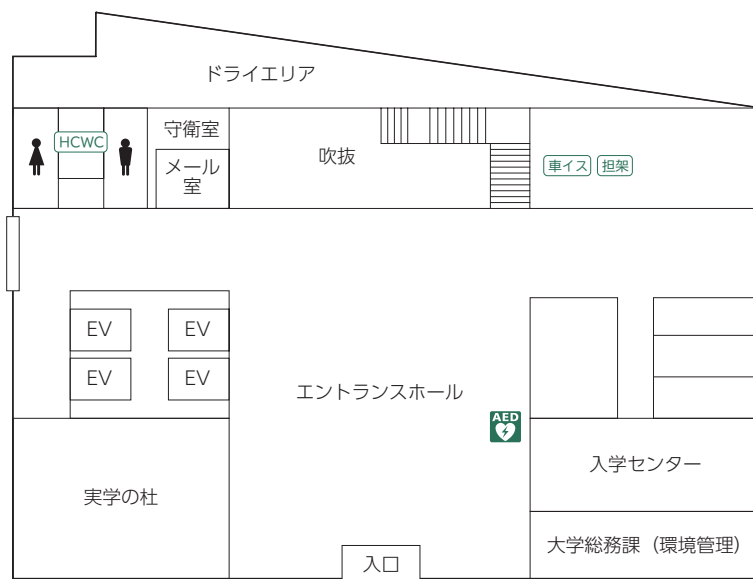 ドライエリア
HCWC
守衛室
メール
室
吹抜
車イス 担架
EV EV
EV EV
エントランスホール
AED
入学センター
実学の杜
大学総務課（環境管理）
入口